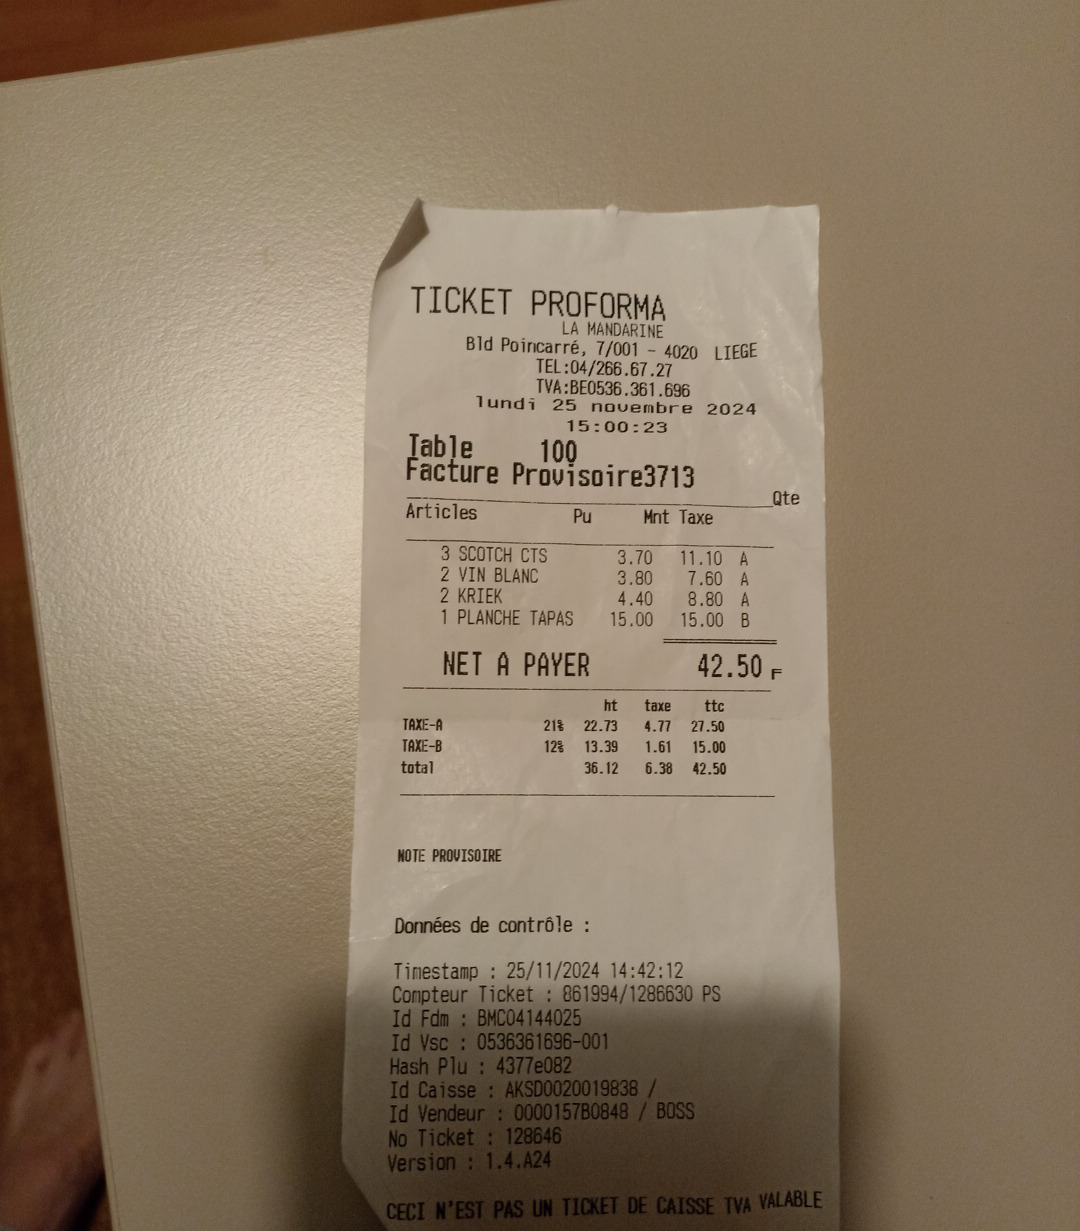 TICKET PROFORMA
LA MANDARINE
Bld Poincarré, 7/001 - 4020 LIEGE
TEL:04/266.67.27
TVA:BE0536.361.696
lundi 25 novembre 2024
15:00:23
Table 100
Facture Provisoire3713
Qte
Articles Pu Mnt Taxe
3 SCOTCH CTS 3.70 11.10 A
2 VIN BLANC 3.80 7.60 A
2 KRIEK 4.40 8.80 A
1 PLANCHE TAPAS 15.00 15.00 B
NET A PAYER 42.50 F
ht taxe ttc
TAXE-A 21% 22.73 4.77 27.50
TAXE-B 12% 13.39 1.61 15.00
total 36.12 6.38 42.50
NOTE PROVISOIRE
Données de contrôle :
Timestamp : 25/11/2024 14:42:12
Compteur Ticket : 861994/1286630 PS
Id Fdm : BMC04144025
Id Vsc : 0536361696-001
Hash Plu : 4377e082
Id Caisse : AKSD0020019838 /
Id Vendeur : 0000157B0848 / BOSS
No Ticket : 128646
Version : 1.4.A24
CECI N'EST PAS UN TICKET DE CAISSE TVA VALABLE